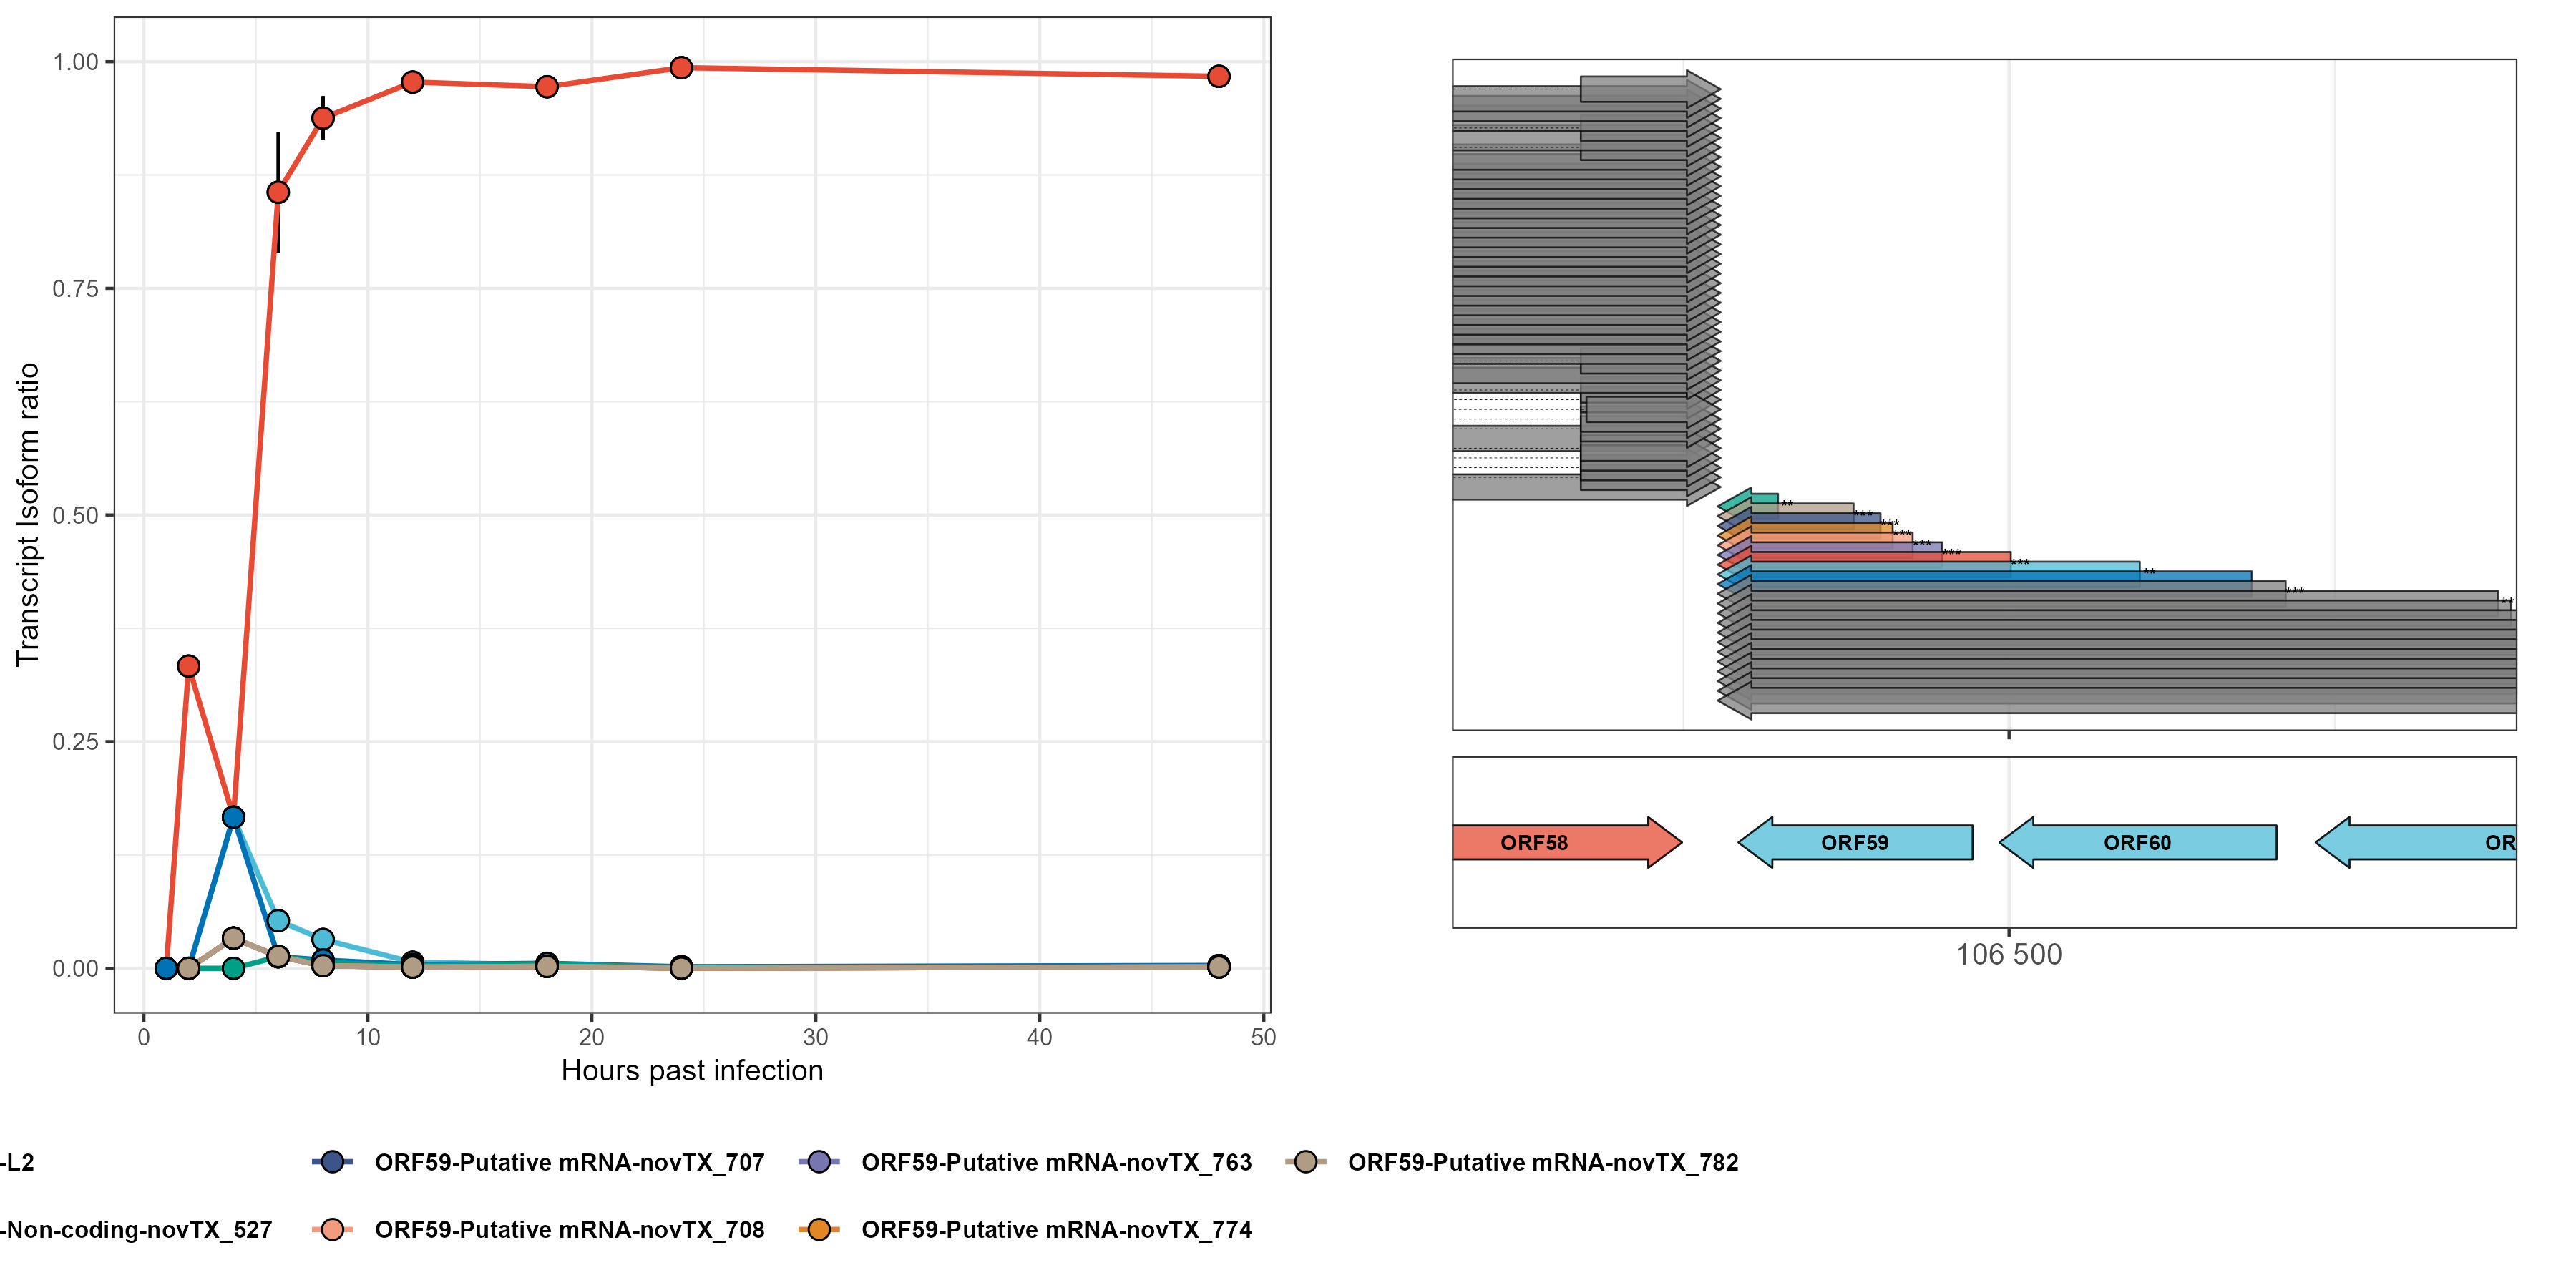 1.00
0.75
0.50
0.25
0.00
Transcript Isoform ratio
0 10 20 30 40 50
Hours past infection
**
***
***
***
***
***
***
**
***
**
ORF58 ORF59 ORF60 OR
106 500
-L2 ORF59-Putative mRNA-novTX_707 ORF59-Putative mRNA-novTX_763 ORF59-Putative mRNA-novTX_782
-Non-coding-novTX_527 ORF59-Putative mRNA-novTX_708 ORF59-Putative mRNA-novTX_774